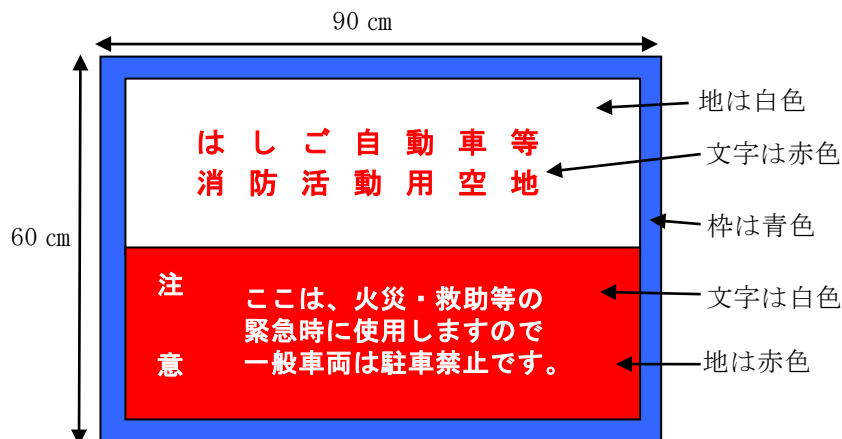 90 cm
60 cm
はしご自動車等
消防活動用空地
注意
ここは、火災・救助等の
緊急時に使用しますので
一般車両は駐車禁止です。
地は白色
文字は赤色
枠は青色
文字は白色
地は赤色